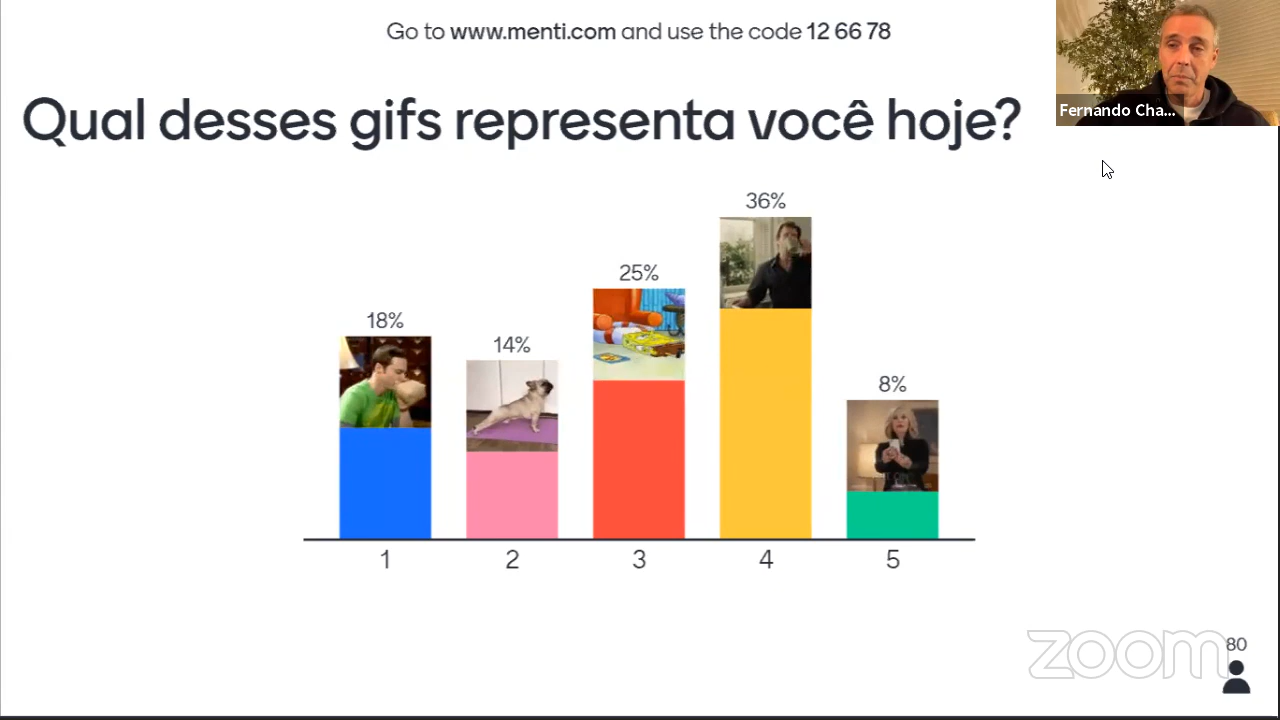 Go to www.menti.com and use the code 12 66 78
Qual desses gifs representa você hoje?
Fernando Cha...
36%
25%
18%
14%
8%
1 2 3 4 5
zoom
80